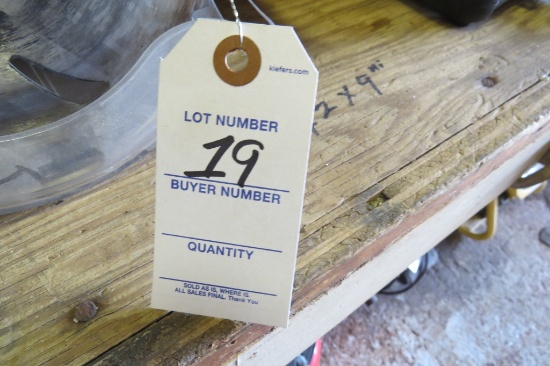 kiefers.com
LOT NUMBER
19
BUYER NUMBER
QUANTITY
SOLD AS IS, WHERE IS.
ALL SALES FINAL. Thank You
2X9"